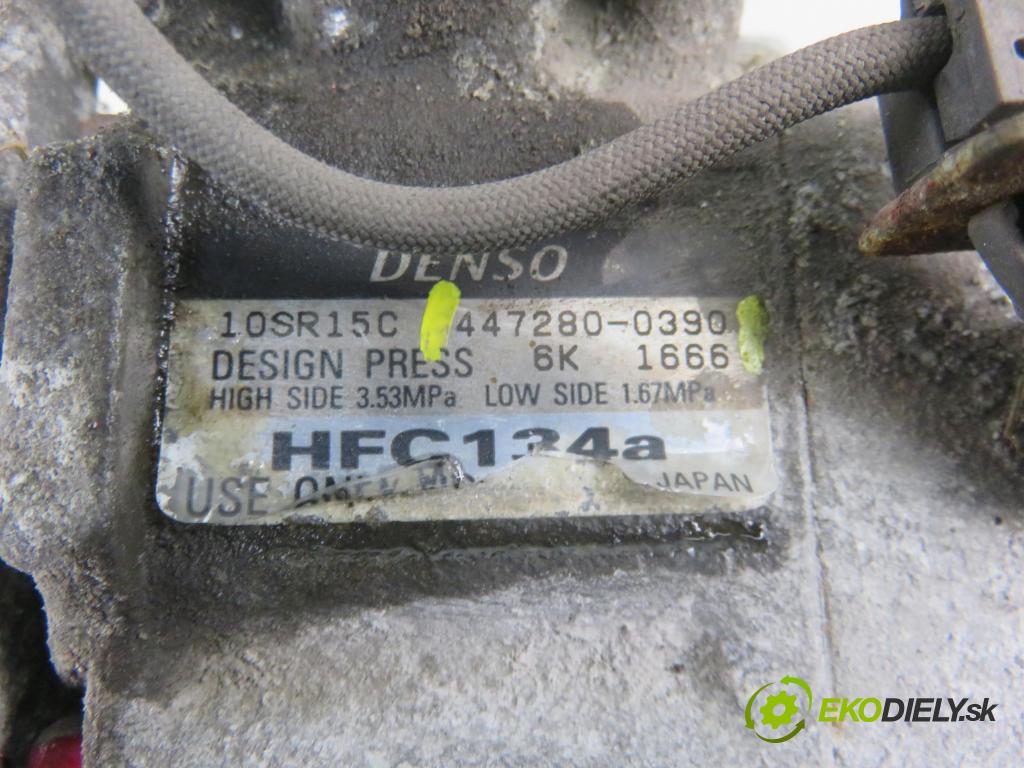 DENSO
10SR15C 447280-0390
DESIGN PRESS 6K 1666
HIGH SIDE 3.53MPa LOW SIDE 1.67MPa
HFC134a
USE ONLY JAPAN
EKODIELY.sk